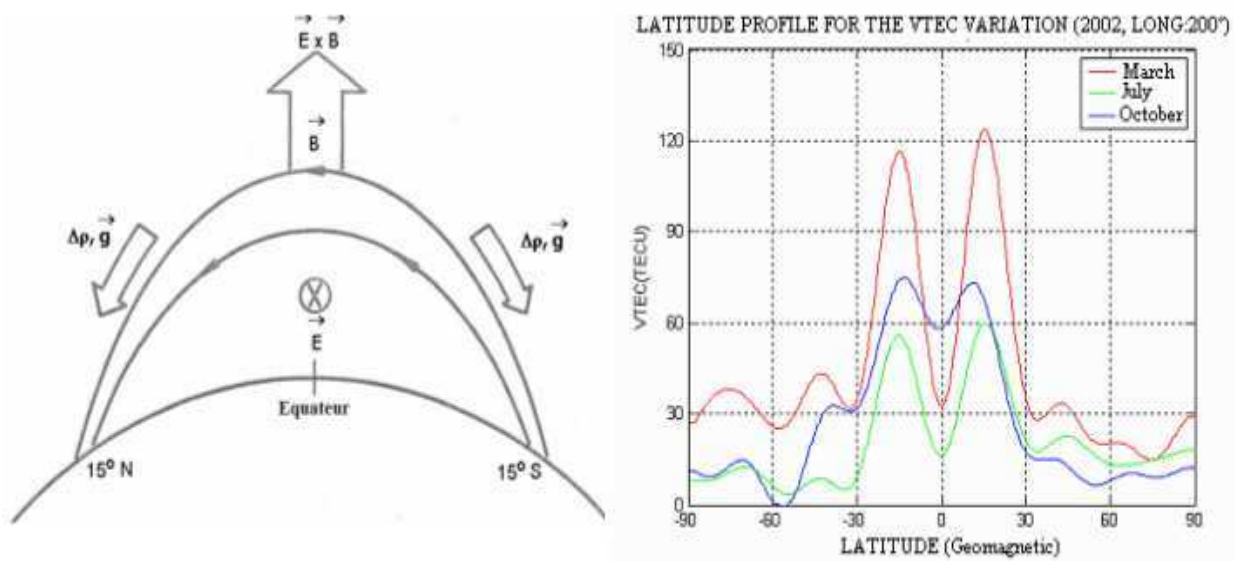 E x B
B
Δρ, g
Δρ, g
E
Equateur
15° N
15° S
LATITUDE PROFILE FOR THE VTEC VARIATION (2002, LONG:200°)
VTEC(TECU)
150
120
90
60
30
0
March
July
October
-90
-60
-30
0
30
60
90
LATITUDE (Geomagnetic)